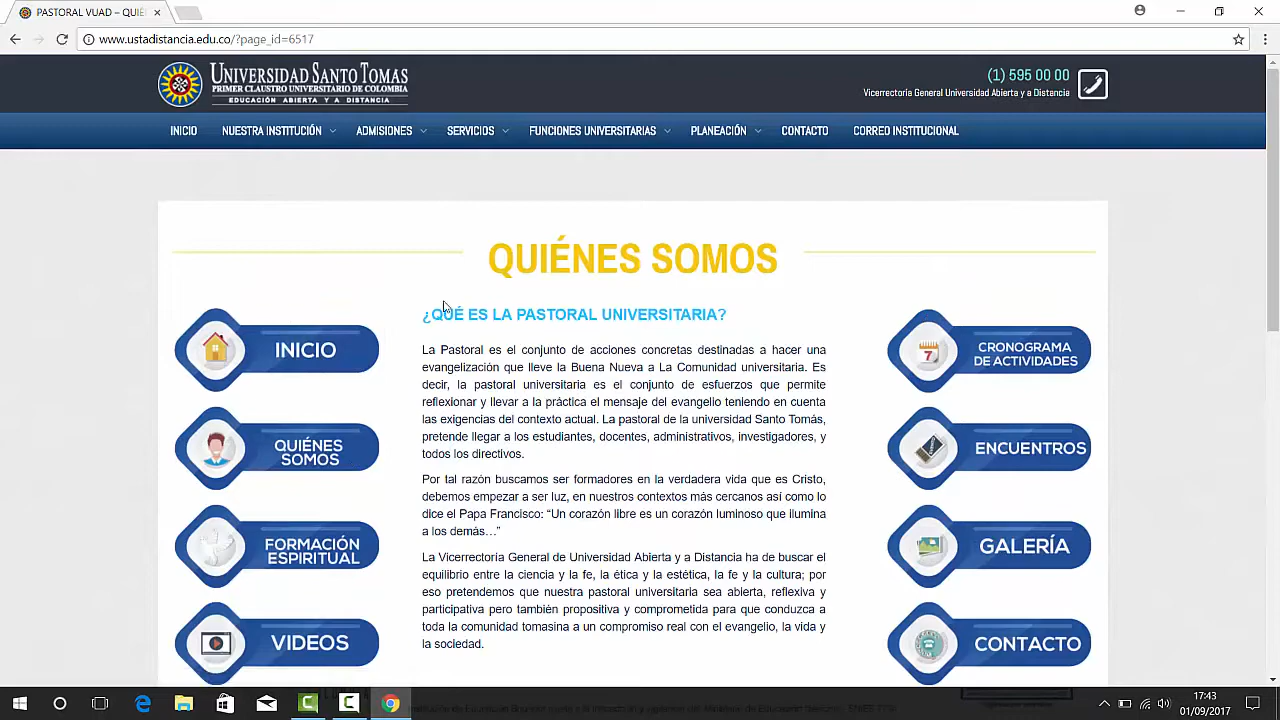 PASTORAL VUAD – QUIÉ
www.ustadistancia.edu.co/?page_id=6517
UNIVERSIDAD SANTO TOMAS
PRIMER CLAUSTRO UNIVERSITARIO DE COLOMBIA
EDUCACIÓN ABIERTA Y A DISTANCIA
(1) 595 00 00
Vicerrectoría General Universidad Abierta y a Distancia
INICIO NUESTRA INSTITUCIÓN ADMISIONES SERVICIOS FUNCIONES UNIVERSITARIAS PLANEACIÓN CONTACTO CORREO INSTITUCIONAL
QUIÉNES SOMOS
INICIO
QUIÉNES
SOMOS
FORMACIÓN
ESPIRITUAL
VIDEOS
¿QUÉ ES LA PASTORAL UNIVERSITARIA?
La Pastoral es el conjunto de acciones concretas destinadas a hacer una
evangelización que lleve la Buena Nueva a La Comunidad universitaria. Es
decir, la pastoral universitaria es el conjunto de esfuerzos que permite
reflexionar y llevar a la práctica el mensaje del evangelio teniendo en cuenta
las exigencias del contexto actual. La pastoral de la universidad Santo Tomás,
pretende llegar a los estudiantes, docentes, administrativos, investigadores, y
todos los directivos.
Por tal razón buscamos ser formadores en la verdadera vida que es Cristo,
debemos empezar a ser luz, en nuestros contextos más cercanos así como lo
dice el Papa Francisco: “Un corazón libre es un corazón luminoso que ilumina
a los demás…”
La Vicerrectoría General de Universidad Abierta y a Distancia ha de buscar el
equilibrio entre la ciencia y la fe, la ética y la estética, la fe y la cultura; por
eso pretendemos que nuestra pastoral universitaria sea abierta, reflexiva y
participativa pero también propositiva y comprometida para que conduzca a
toda la comunidad tomasina a un compromiso real con el evangelio, la vida y
la sociedad.
CRONOGRAMA
DE ACTIVIDADES
7
ENCUENTROS
GALERÍA
CONTACTO
17:43
01/09/2017